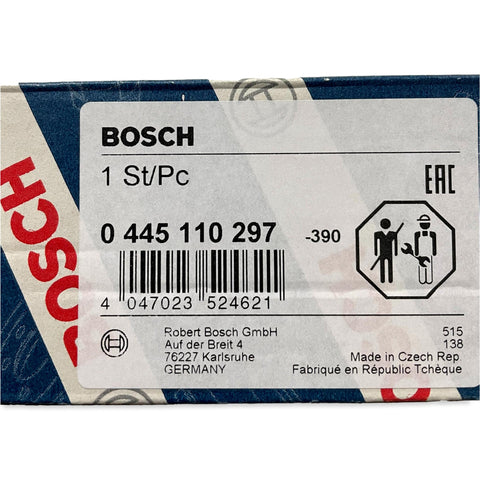 BOSCH
BOSCH
1 St/Pc
EAC
0 445 110 297 -390
4 047023 524621
Robert Bosch GmbH 515
Auf der Breit 4 138
76227 Karlsruhe
GERMANY
Made in Czech Rep
Fabriqué en Républic Tchèque